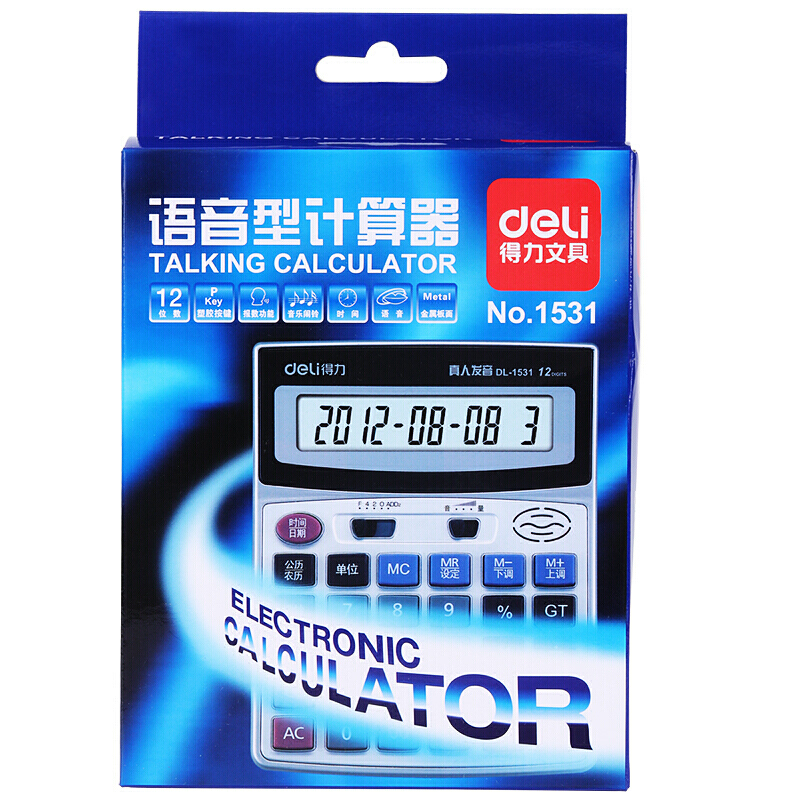 TALKING CALCULATOR
语音型计算器
TALKING CALCULATOR
deli
得力文具
No.1531
12
位数
P
Key
塑胶按键
报数功能
音乐闹铃
时间
语音
Metal
金属板面
deli得力
真人发音 DL-1531 12 DIGITS
2012-08-08 3
F 4 2 0 ADD₂
音 量
时间
日期
公历
农历
单位
MC
MR
设定
M-
下调
M+
上调
7
8
9
%
GT
ELECTRONIC
CALCULATOR
AC
0